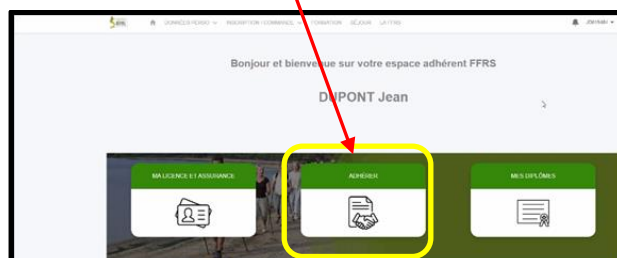 DONNÉES PERSO INSCRIPTION / COMMANDE FORMATION SÉJOUR LA FFRS
Bonjour et bienvenue sur votre espace adhérent FFRS
DUPONT Jean
MA LICENCE ET ASSURANCE ADHÉRER MES DIPLÔMES